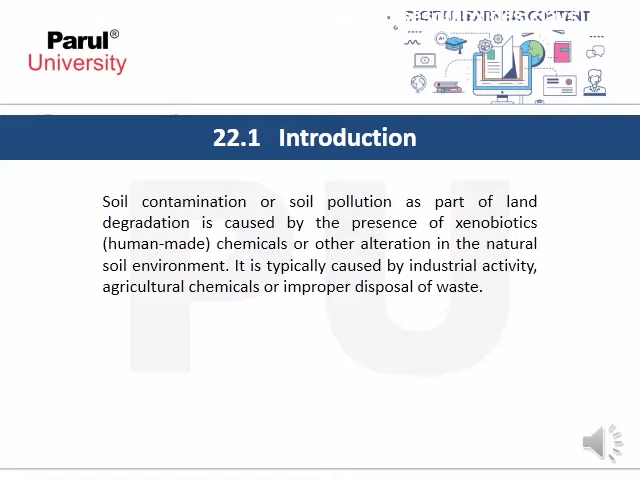 Parul®
University
22.1 Introduction
Soil contamination or soil pollution as part of land
degradation is caused by the presence of xenobiotics
(human-made) chemicals or other alteration in the natural
soil environment. It is typically caused by industrial activity,
agricultural chemicals or improper disposal of waste.
PU